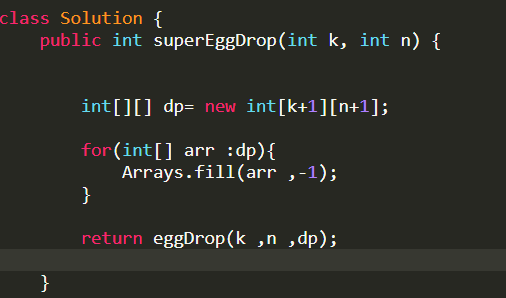 class Solution {
public int superEggDrop(int k, int n) {
int[][] dp= new int[k+1][n+1];
for(int[] arr :dp){
Arrays.fill(arr ,-1);
}
return eggDrop(k ,n ,dp);
}